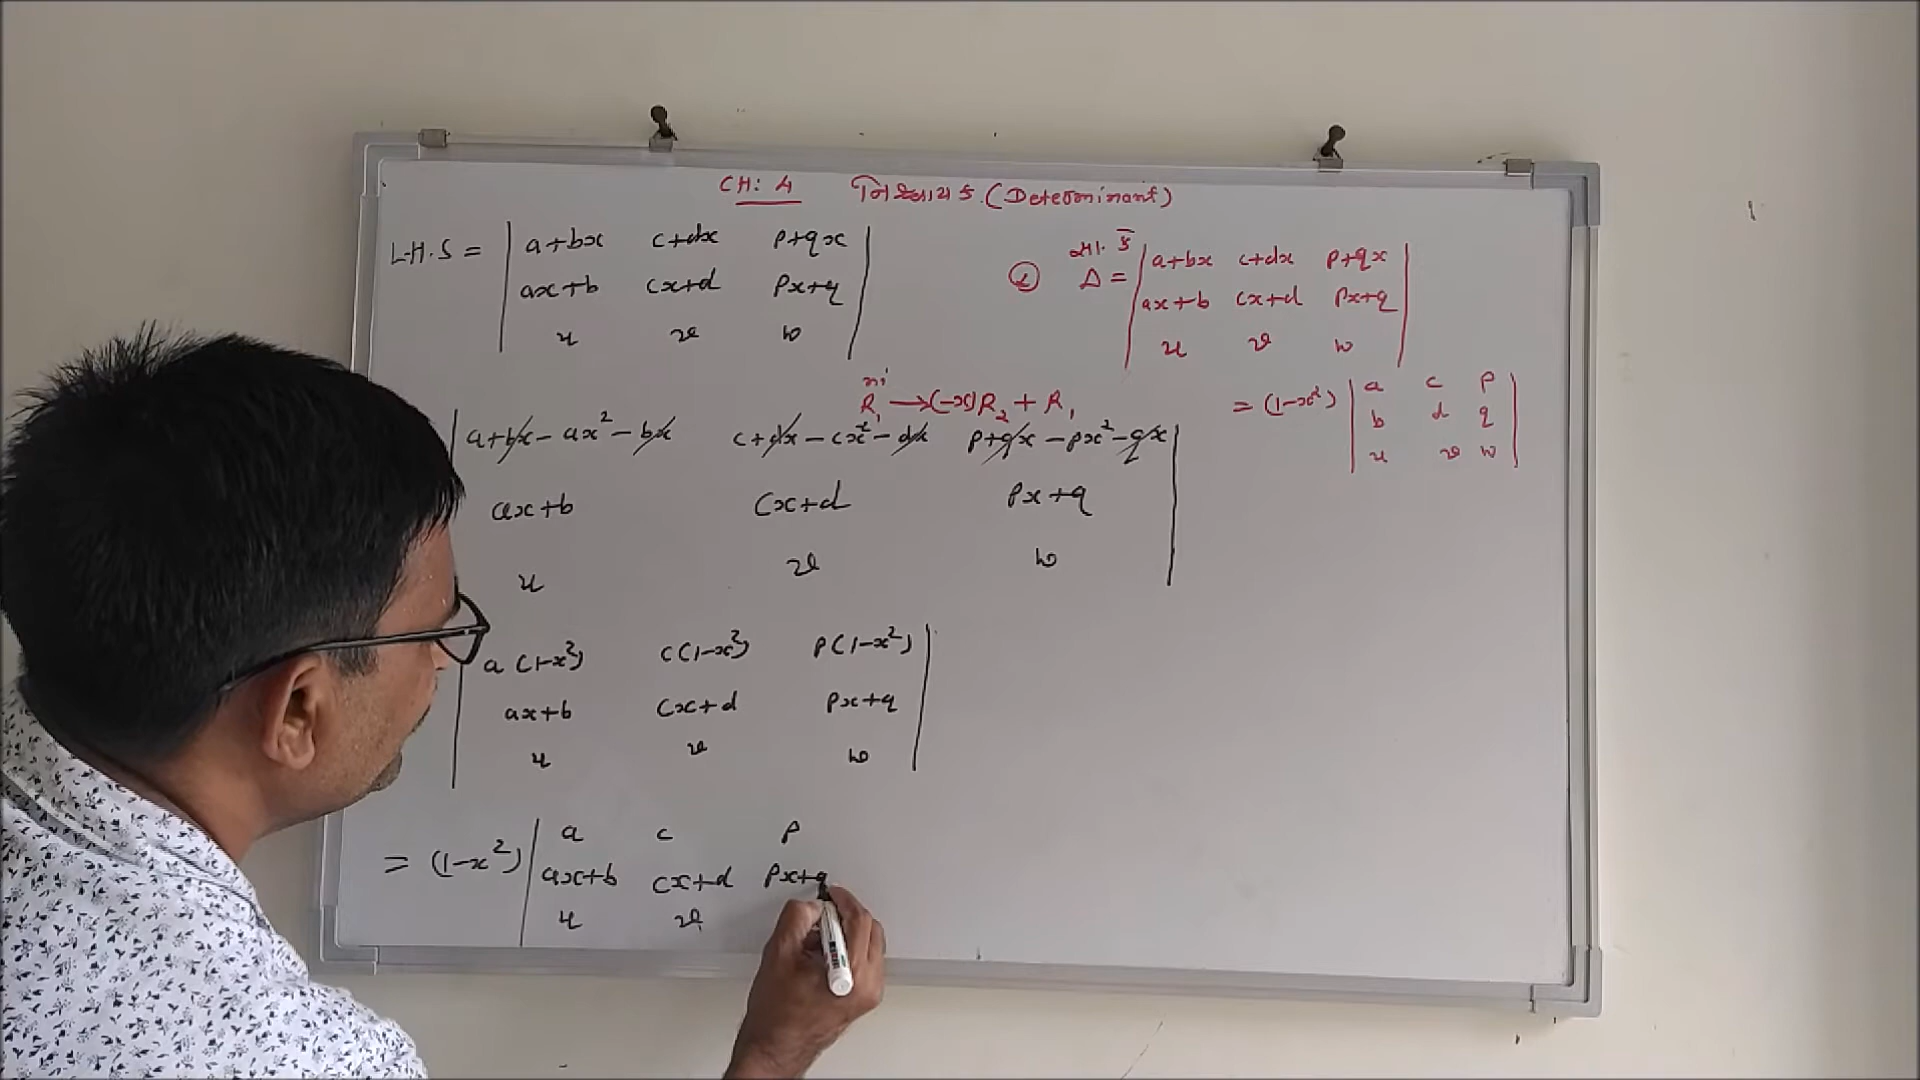 CH: 4 નિશ્ચાયક (Determinant)
L.H.S = | a+bx c+dx p+qx |
| ax+b cx+d px+q |
| u v w |
R₁ →(-x)R₂ + R₁
| a+bx-ax²-bx c+dx-cx²-dx p+qx-px²-qx |
| ax+b cx+d px+q |
| u v w |
| a(1-x²) c(1-x²) p(1-x²) |
| ax+b cx+d px+q |
| u v w |
= (1-x²) | a c p
| ax+b cx+d px+q
| u v
Δ = | a+bx c+dx p+qx |
| ax+b cx+d px+q |
| u v w |
= (1-x²) | a c p |
| b d q |
| u v w |